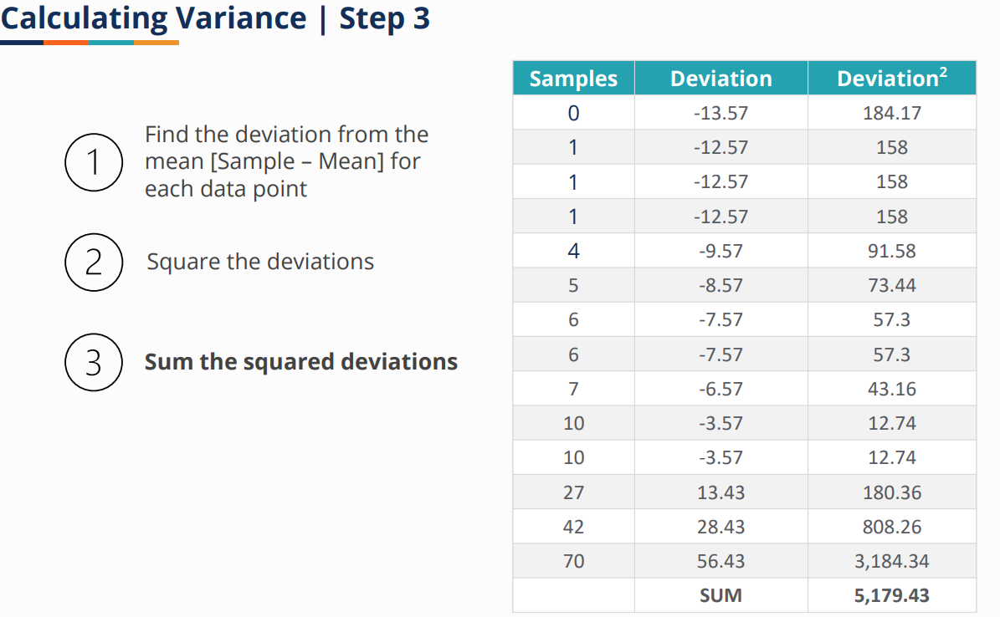 Calculating Variance | Step 3
1
Find the deviation from the
mean [Sample – Mean] for
each data point
2
Square the deviations
3
Sum the squared deviations
Samples Deviation Deviation²
0 -13.57 184.17
1 -12.57 158
1 -12.57 158
1 -12.57 158
4 -9.57 91.58
5 -8.57 73.44
6 -7.57 57.3
6 -7.57 57.3
7 -6.57 43.16
10 -3.57 12.74
10 -3.57 12.74
27 13.43 180.36
42 28.43 808.26
70 56.43 3,184.34
SUM 5,179.43